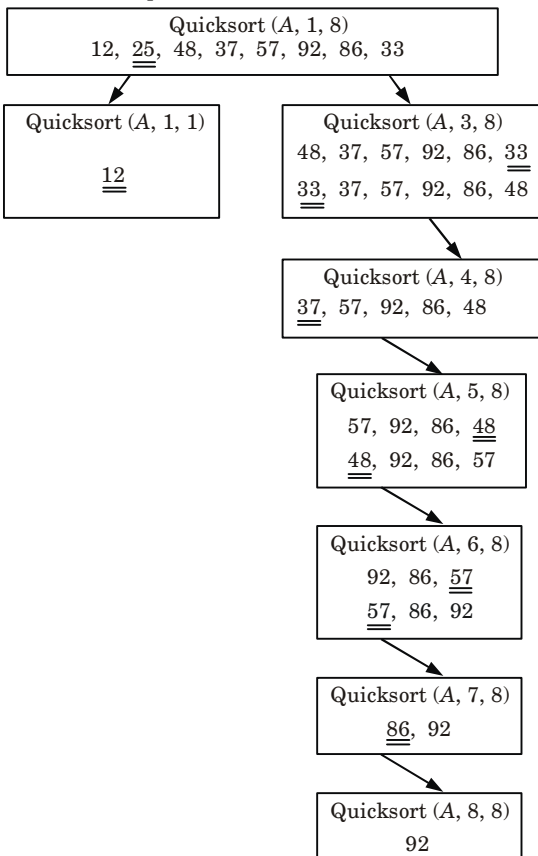 Quicksort (A, 1, 8)
12, 25, 48, 37, 57, 92, 86, 33
Quicksort (A, 1, 1)
12
Quicksort (A, 3, 8)
48, 37, 57, 92, 86, 33
33, 37, 57, 92, 86, 48
Quicksort (A, 4, 8)
37, 57, 92, 86, 48
Quicksort (A, 5, 8)
57, 92, 86, 48
48, 92, 86, 57
Quicksort (A, 6, 8)
92, 86, 57
57, 86, 92
Quicksort (A, 7, 8)
86, 92
Quicksort (A, 8, 8)
92